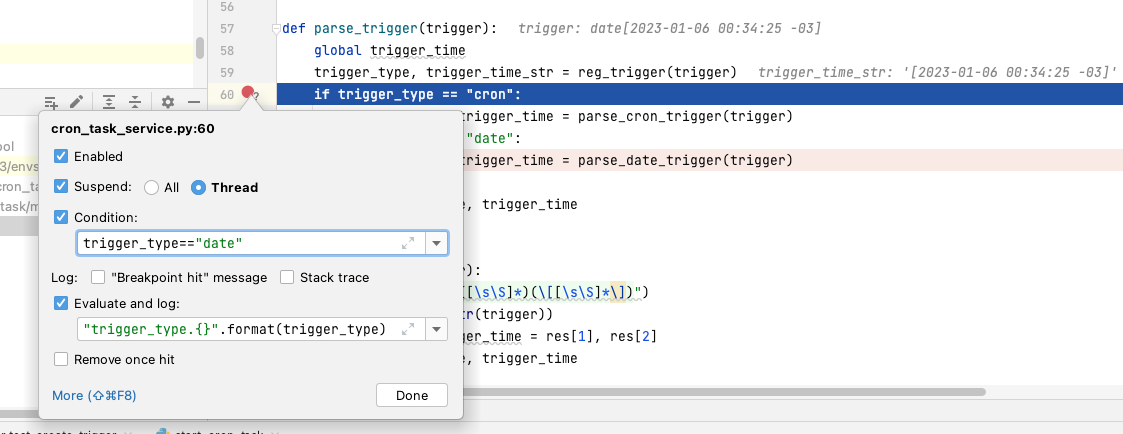 56
57 def parse_trigger(trigger): trigger: date[2023-01-06 00:34:25 -03]
58 global trigger_time
59 trigger_type, trigger_time_str = reg_trigger(trigger) trigger_time_str: '[2023-01-06 00:34:25 -03]'
60 ? if trigger_type == "cron":
trigger_time = parse_cron_trigger(trigger)
"date":
trigger_time = parse_date_trigger(trigger)
, trigger_time
):
[\s\S]*)(\[[\s\S]*\])")
tr(trigger))
ger_time = res[1], res[2]
, trigger_time
ool
3/envs
cron_ta
task/m
cron_task_service.py:60
Enabled
Suspend: All Thread
Condition:
trigger_type=="date"
Log: "Breakpoint hit" message Stack trace
Evaluate and log:
"trigger_type.{}".format(trigger_type)
Remove once hit
More (⇧⌘F8) Done